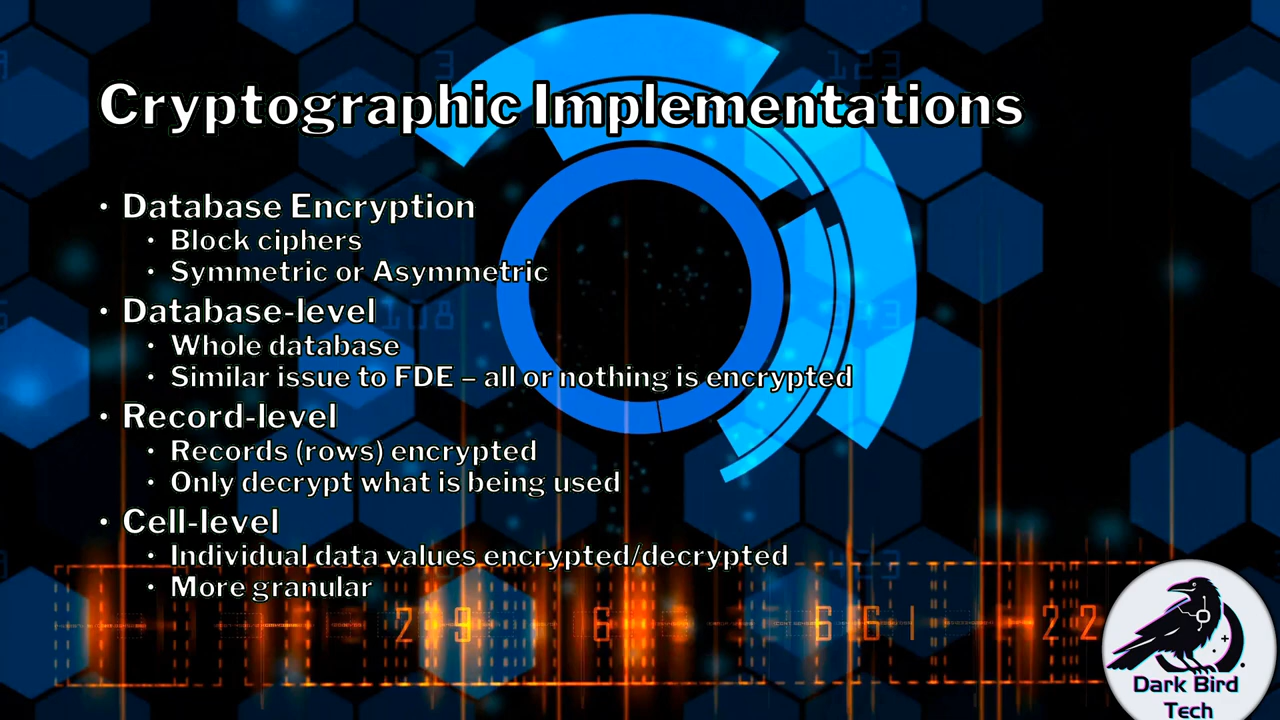 Cryptographic Implementations
• Database Encryption
• Block ciphers
• Symmetric or Asymmetric
• Database-level
• Whole database
• Similar issue to FDE – all or nothing is encrypted
• Record-level
• Records (rows) encrypted
• Only decrypt what is being used
• Cell-level
• Individual data values encrypted/decrypted
• More granular
Dark Bird
Tech